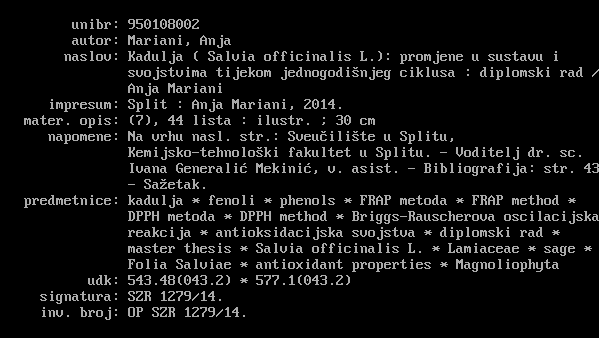 unibr: 950108002
autor: Mariani, Anja
naslov: Kadulja ( Salvia officinalis L.): promjene u sustavu i
svojstvima tijekom jednogodišnjeg ciklusa : diplomski rad /
Anja Mariani
impresum: Split : Anja Mariani, 2014.
mater. opis: (7), 44 lista : ilustr. ; 30 cm
napomene: Na vrhu nasl. str.: Sveučilište u Splitu,
Kemijsko-tehnološki fakultet u Splitu. - Voditelj dr. sc.
Ivana Generalić Mekinić, v. asist. - Bibliografija: str. 43
- Sažetak.
predmetnice: kadulja * fenoli * phenols * FRAP metoda * FRAP method *
DPPH metoda * DPPH method * Briggs-Rauscherova oscilacijska
reakcija * antioksidacijska svojstva * diplomski rad *
master thesis * Salvia officinalis L. * Lamiaceae * sage *
Folia Salviae * antioxidant properties * Magnoliophyta
udk: 543.48(043.2) * 577.1(043.2)
signatura: SZR 1279/14.
inv. broj: OP SZR 1279/14.